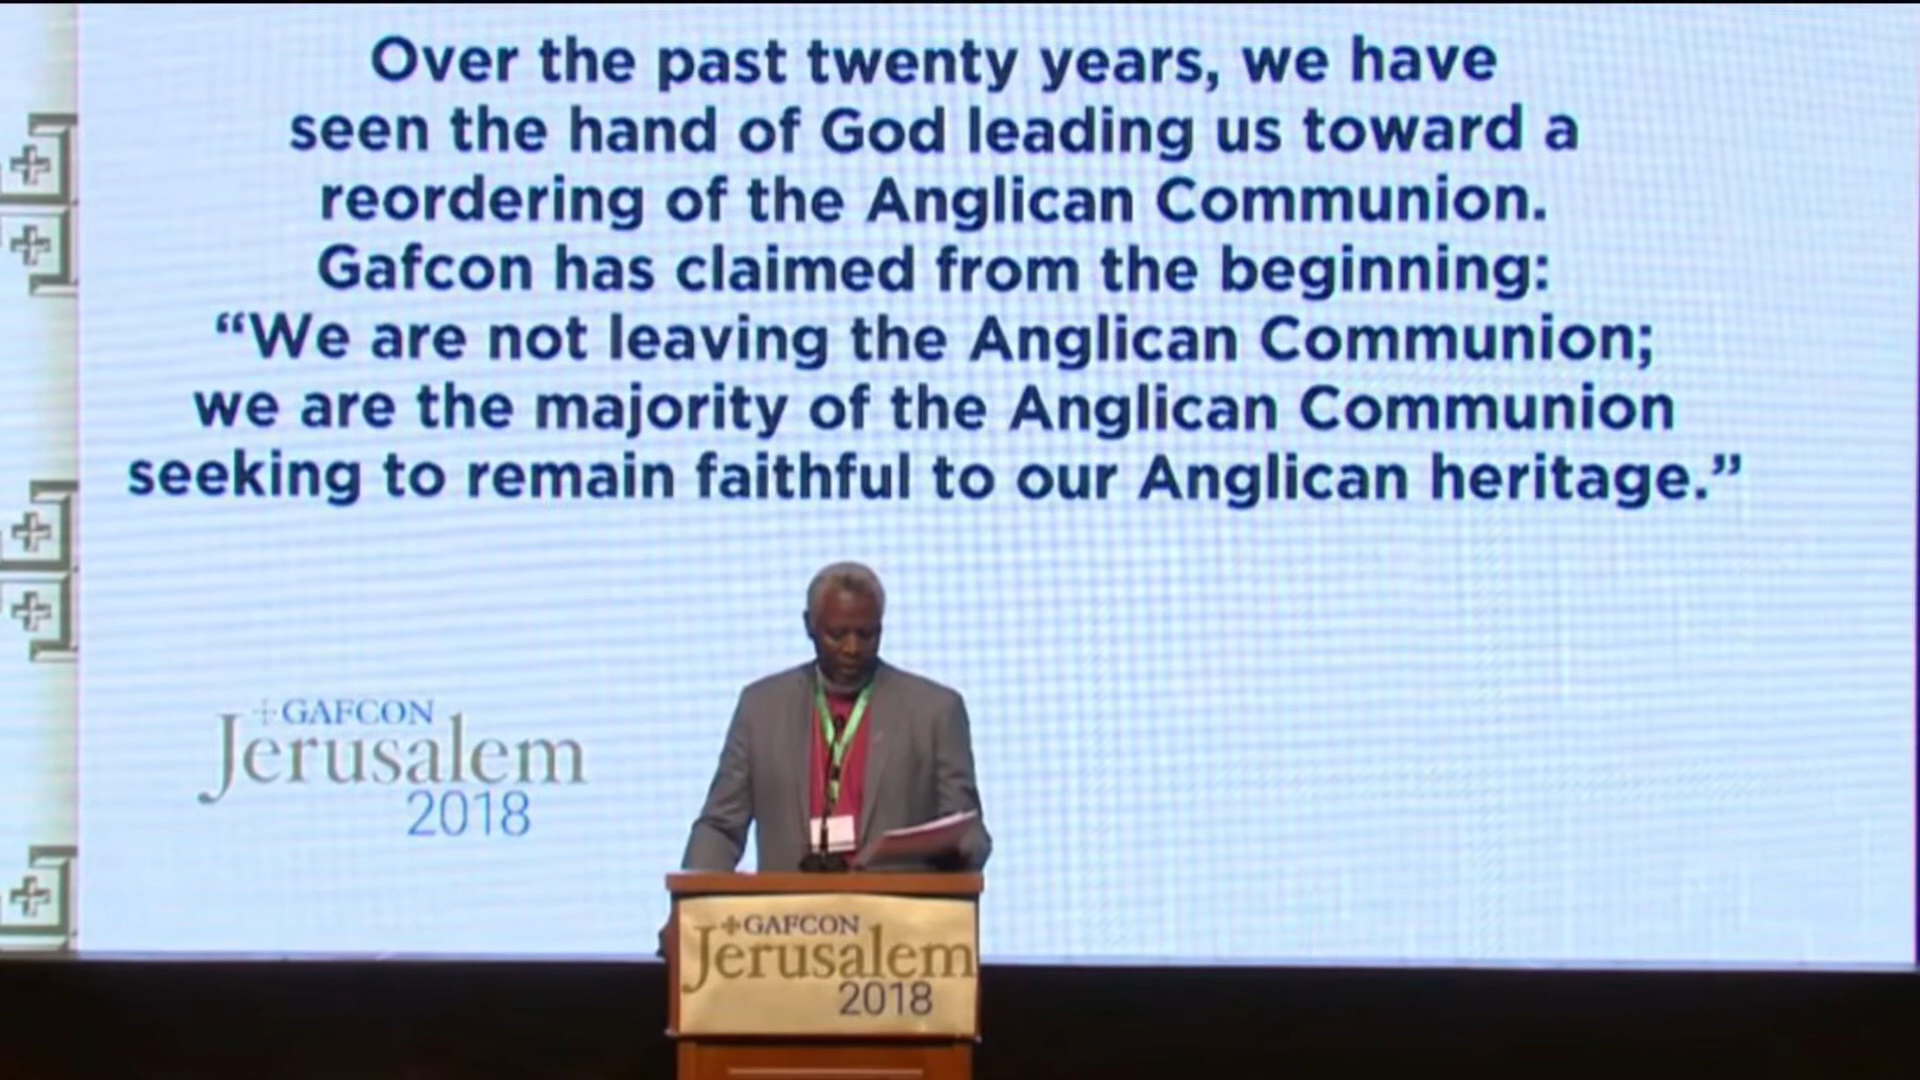 Over the past twenty years, we have
seen the hand of God leading us toward a
reordering of the Anglican Communion.
Gafcon has claimed from the beginning:
“We are not leaving the Anglican Communion;
we are the majority of the Anglican Communion
seeking to remain faithful to our Anglican heritage.”
GAFCON
Jerusalem
2018
GAFCON
Jerusalem
2018